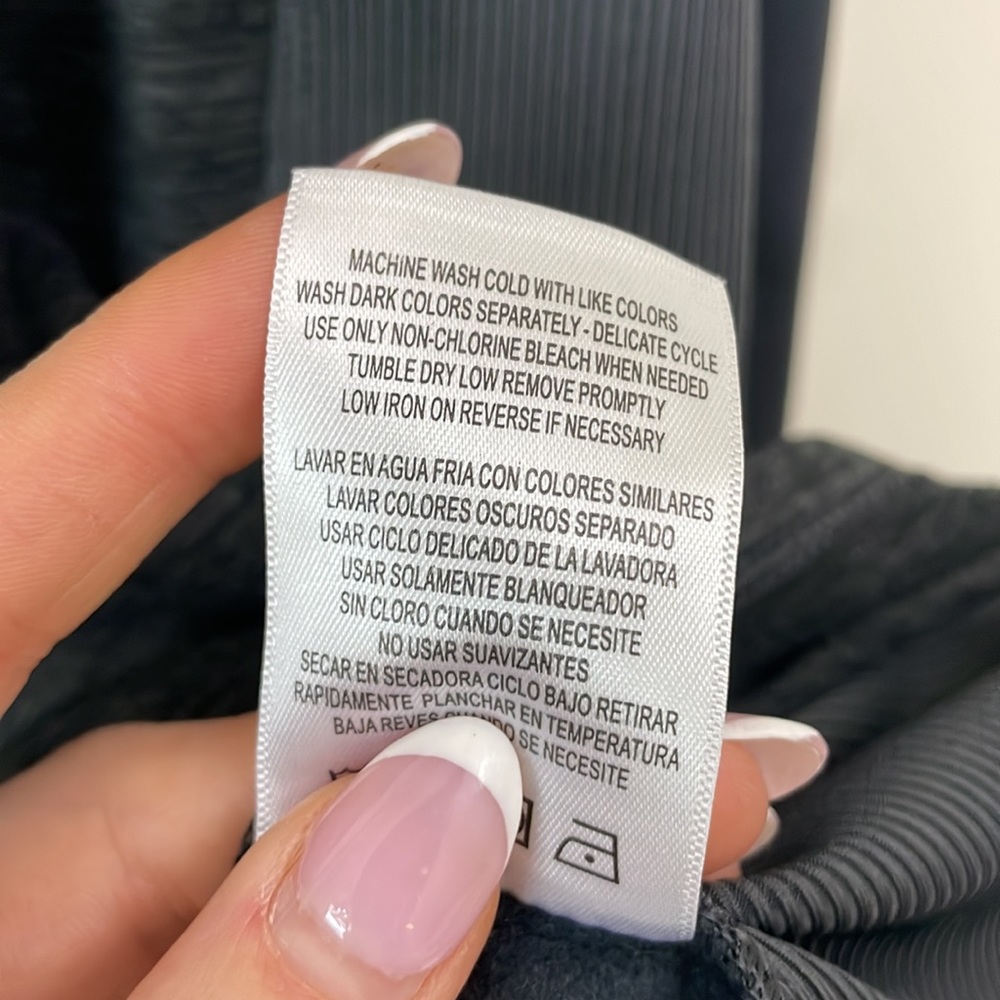 MACHINE WASH COLD WITH LIKE COLORS
WASH DARK COLORS SEPARATELY - DELICATE CYCLE
USE ONLY NON-CHLORINE BLEACH WHEN NEEDED
TUMBLE DRY LOW REMOVE PROMPTLY
LOW IRON ON REVERSE IF NECESSARY
LAVAR EN AGUA FRIA CON COLORES SIMILARES
LAVAR COLORES OSCUROS SEPARADO
USAR CICLO DELICADO DE LA LAVADORA
USAR SOLAMENTE BLANQUEADOR
SIN CLORO CUANDO SE NECESITE
NO USAR SUAVIZANTES
SECAR EN SECADORA CICLO BAJO RETIRAR
RAPIDAMENTE PLANCHAR EN TEMPERATURA
BAJA REVES SE NECESITE